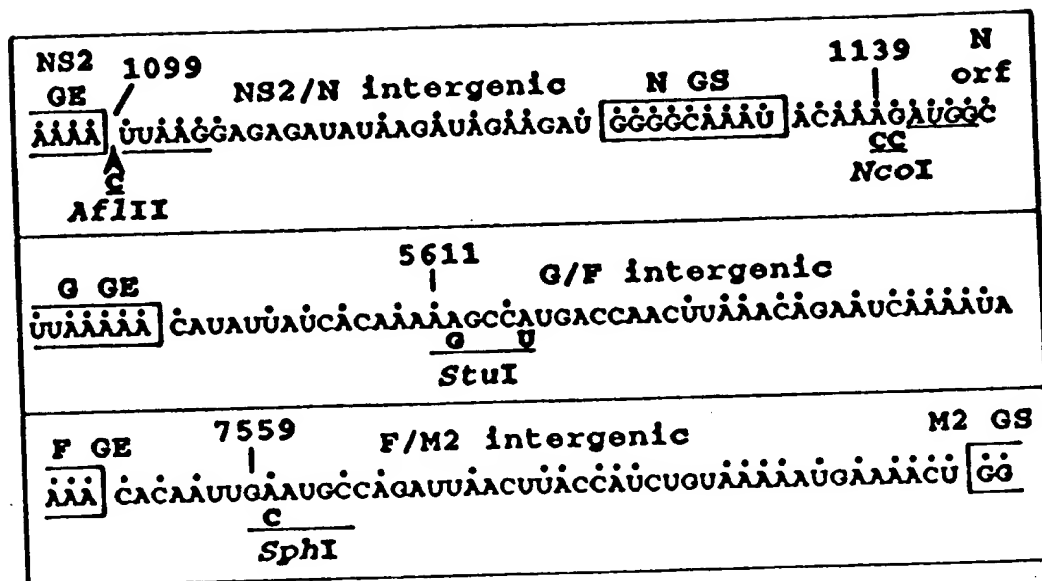 NS2 1099 1139 N
GE NS2/N intergenic N GS orf
AAAA UUAAGGAGAGAUAUAAGAUAGAAGAU GGGGCAAAU ACAAAGAUGGC
C CC
AflII NcoI
5611
G GE G/F intergenic
UUAAAAA CAUAUUAUCACAAAAAGCCAUGACCAACUUAAACAGAAUCAAAAUA
G U
StuI
F GE 7559 F/M2 intergenic M2 GS
AAA CACAAUUGAAUGCCAGAUUAACUUACCAUCUGUAAAAAUGAAAACU GG
C
SphI